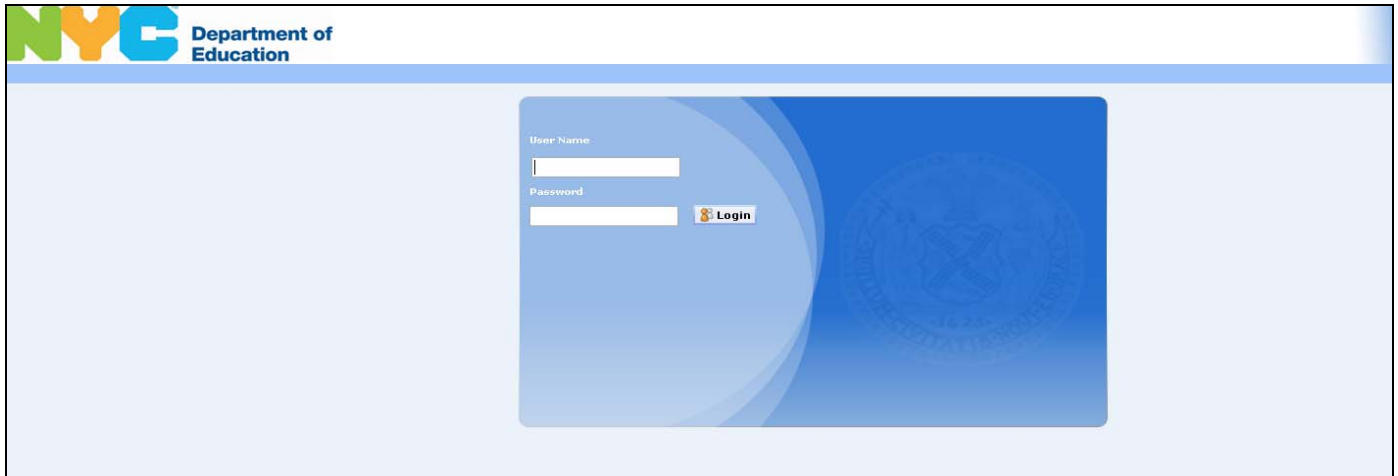 NYC Department of
Education
User Name
Password
Login